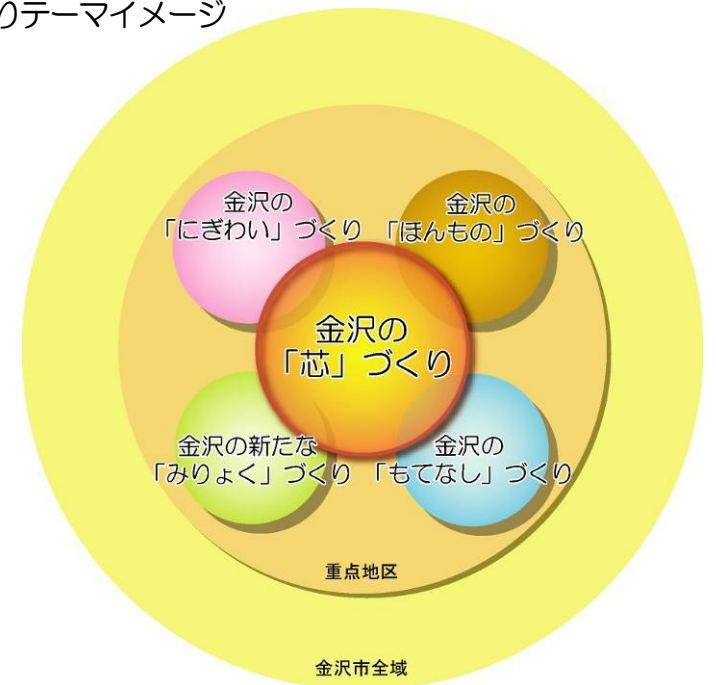 りテーマイメージ
金沢の
「にぎわい」づくり
金沢の
「ほんもの」づくり
金沢の
「芯」づくり
金沢の新たな
「みりょく」づくり
金沢の
「もてなし」づくり
重点地区
金沢市全域